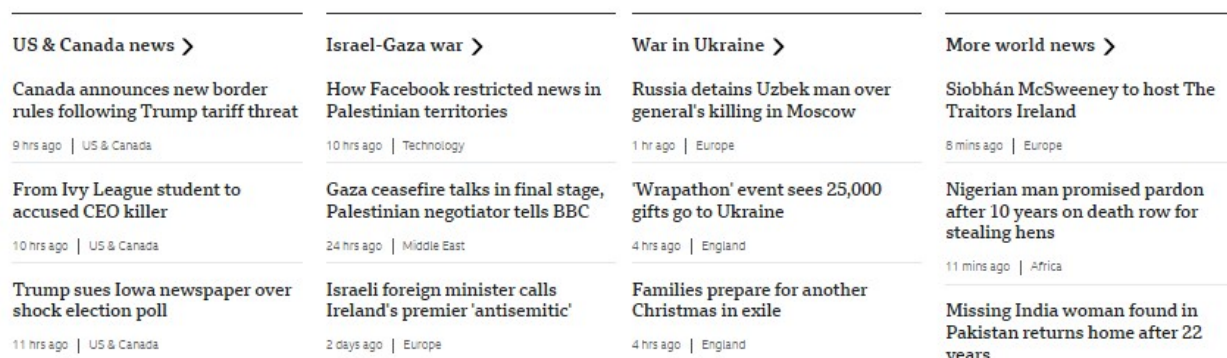 US & Canada news
Canada announces new border
rules following Trump tariff threat
9 hrs ago | US & Canada
From Ivy League student to
accused CEO killer
10 hrs ago | US & Canada
Trump sues Iowa newspaper over
shock election poll
11 hrs ago | US & Canada
Israel-Gaza war
How Facebook restricted news in
Palestinian territories
10 hrs ago | Technology
Gaza ceasefire talks in final stage,
Palestinian negotiator tells BBC
24 hrs ago | Middle East
Israeli foreign minister calls
Ireland's premier 'antisemitic'
2 days ago | Europe
War in Ukraine
Russia detains Uzbek man over
general's killing in Moscow
1 hr ago | Europe
'Wrapathon' event sees 25,000
gifts go to Ukraine
4 hrs ago | England
Families prepare for another
Christmas in exile
4 hrs ago | England
More world news
Siobhán McSweeney to host The
Traitors Ireland
8 mins ago | Europe
Nigerian man promised pardon
after 10 years on death row for
stealing hens
11 mins ago | Africa
Missing India woman found in
Pakistan returns home after 22
years